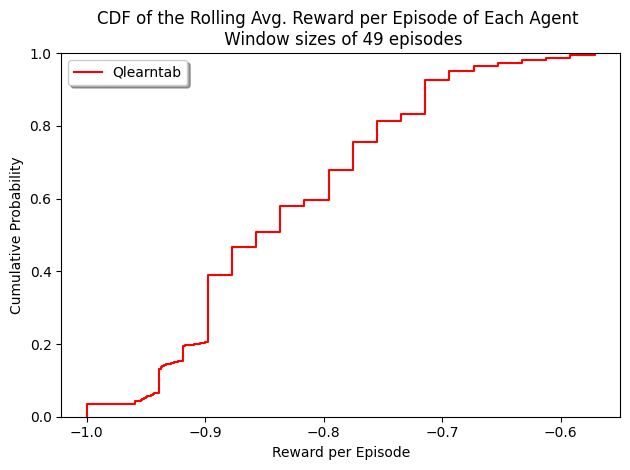 CDF of the Rolling Avg. Reward per Episode of Each Agent
Window sizes of 49 episodes
Qlearntab
Cumulative Probability
1.0
0.8
0.6
0.4
0.2
0.0
−1.0 −0.9 −0.8 −0.7 −0.6
Reward per Episode